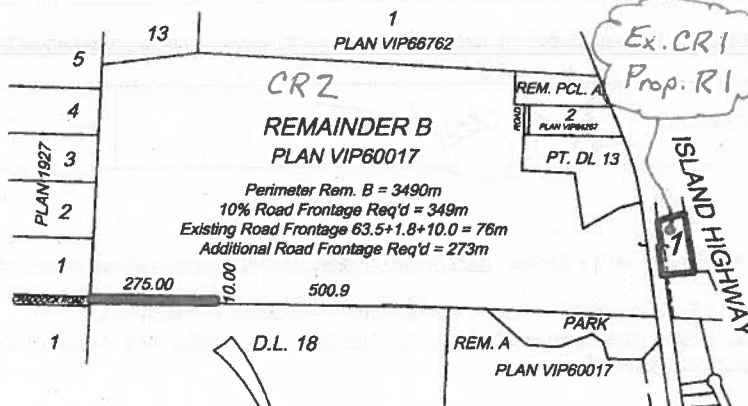 1
PLAN VIP66762
13
5
4
3
2
1
1
PLAN 1927
CR2
REMAINDER B
PLAN VIP60017
Perimeter Rem. B = 3490m
10% Road Frontage Req'd = 349m
Existing Road Frontage 63.5+1.8+10.0 = 76m
Additional Road Frontage Req'd = 273m
Ex. CR1
Prop. R1
REM. PCL. A
ROAD
2
PT. DL 13
ISLAND HIGHWAY
1
275.00
10.00
500.9
D.L. 18
REM. A
PARK
PLAN VIP60017